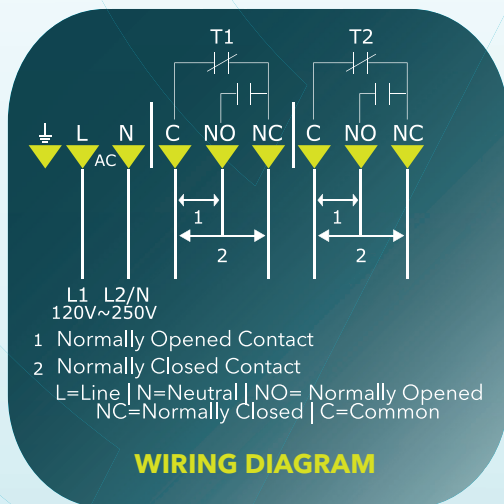 T1 T2
L N C NO NC C NO NC
AC
1 1
2 2
L1 L2/N
120V~250V
1 Normally Opened Contact
2 Normally Closed Contact
L=Line | N=Neutral | NO= Normally Opened
NC=Normally Closed | C=Common
WIRING DIAGRAM